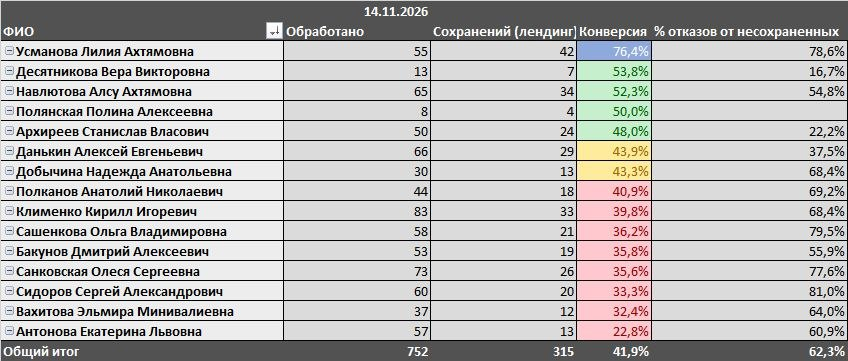 14.11.2026
ФИО Обработано Сохранений (лендинг) Конверсия % отказов от несохраненных
Усманова Лилия Ахтямовна 55 42 76,4% 78,6%
Десятникова Вера Викторовна 13 7 53,8% 16,7%
Навлютова Алсу Ахтямовна 65 34 52,3% 54,8%
Полянская Полина Алексеевна 8 4 50,0%
Архиреев Станислав Власович 50 24 48,0% 22,2%
Данькин Алексей Евгеньевич 66 29 43,9% 37,5%
Добычина Надежда Анатольевна 30 13 43,3% 68,4%
Полканов Анатолий Николаевич 44 18 40,9% 69,2%
Клименко Кирилл Игоревич 83 33 39,8% 68,4%
Сашенкова Ольга Владимировна 58 21 36,2% 79,5%
Бакунов Дмитрий Алексеевич 53 19 35,8% 55,9%
Санковская Олеся Сергеевна 73 26 35,6% 77,6%
Сидоров Сергей Александрович 60 20 33,3% 81,0%
Вахитова Эльмира Минивалиевна 37 12 32,4% 64,0%
Антонова Екатерина Львовна 57 13 22,8% 60,9%
Общий итог 752 315 41,9% 62,3%